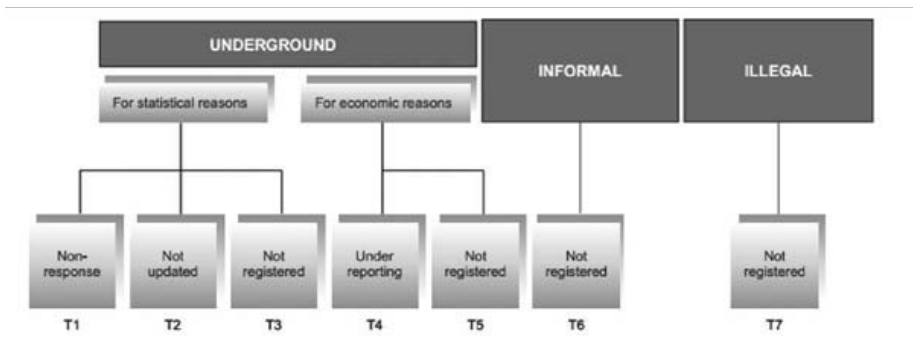 UNDERGROUND
INFORMAL
ILLEGAL
For statistical reasons
For economic reasons
Non-
response
Not
updated
Not
registered
Under
reporting
Not
registered
Not
registered
Not
registered
T1
T2
T3
T4
T5
T6
T7